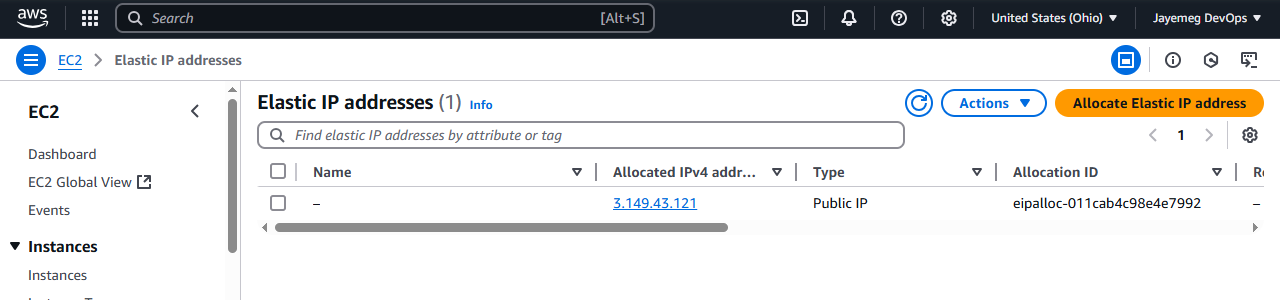 aws
Search [Alt+S] United States (Ohio) Jayemeg DevOps
EC2 Elastic IP addresses
EC2
Dashboard
EC2 Global View
Events
Instances
Instances
Elastic IP addresses (1) Info Actions Allocate Elastic IP address
Find elastic IP addresses by attribute or tag 1
Name Allocated IPv4 addr... Type Allocation ID
– 3.149.43.121 Public IP eipalloc-011cab4c98e4e7992 –